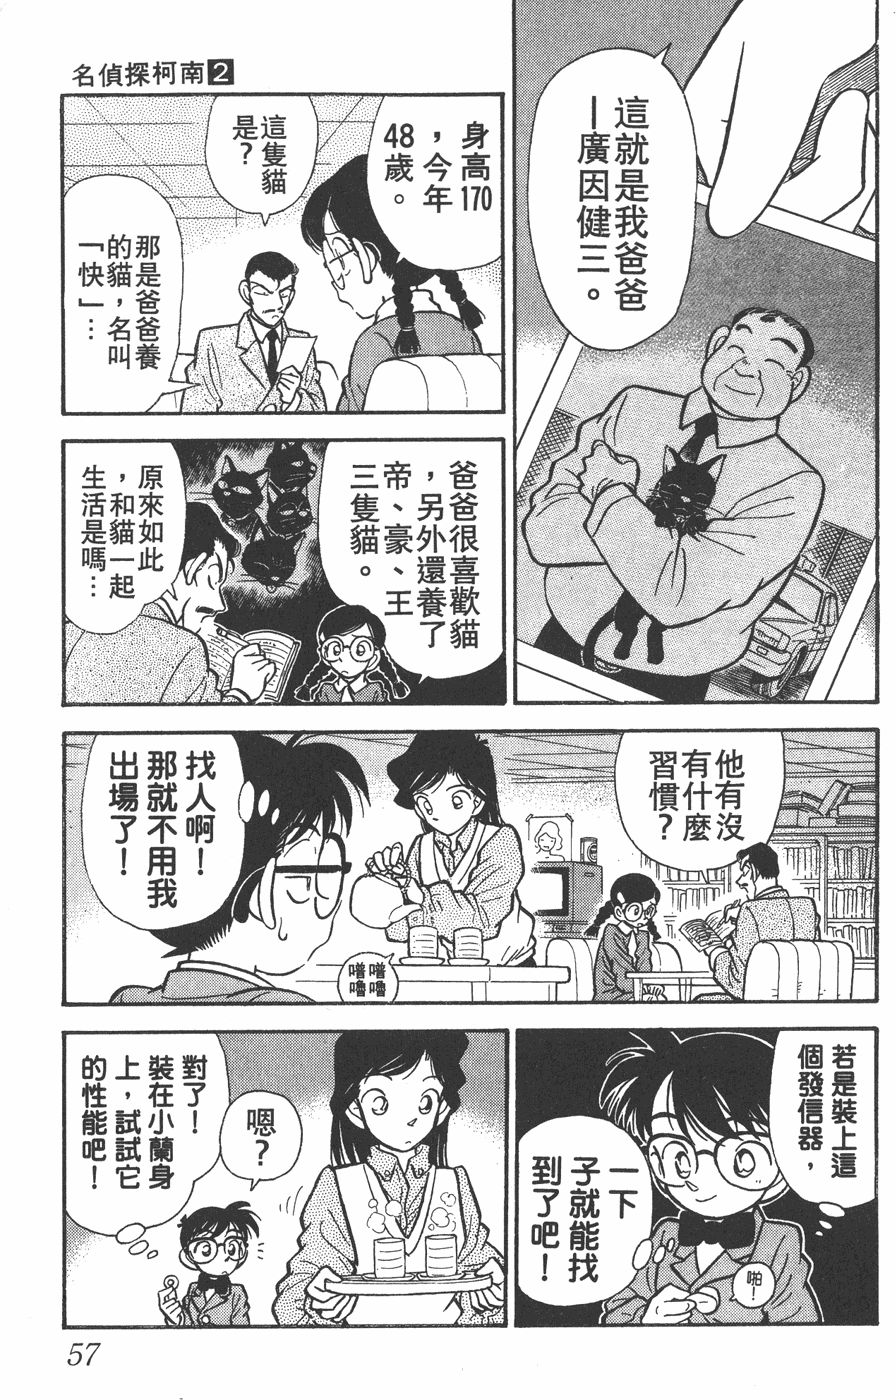 名偵探柯南2
這就是我爸爸
—廣因健三。
身高170
，今年
48歲。
這隻貓
是？
那是爸爸養
的貓，名叫
「快」…
爸爸很喜歡貓
，另外還養了
帝、豪、王
三隻貓。
原來如此
，和貓一起
生活是嗎…
他有沒
有什麼
習慣？
嚕嚕
嚕嚕
找人啊！
那就不用我
出場了！
若是裝上這
個發信器，
一下
子就能找
到了吧！
啪！
嗯？
對了！
裝在小蘭身
上，試試它
的性能吧！
57